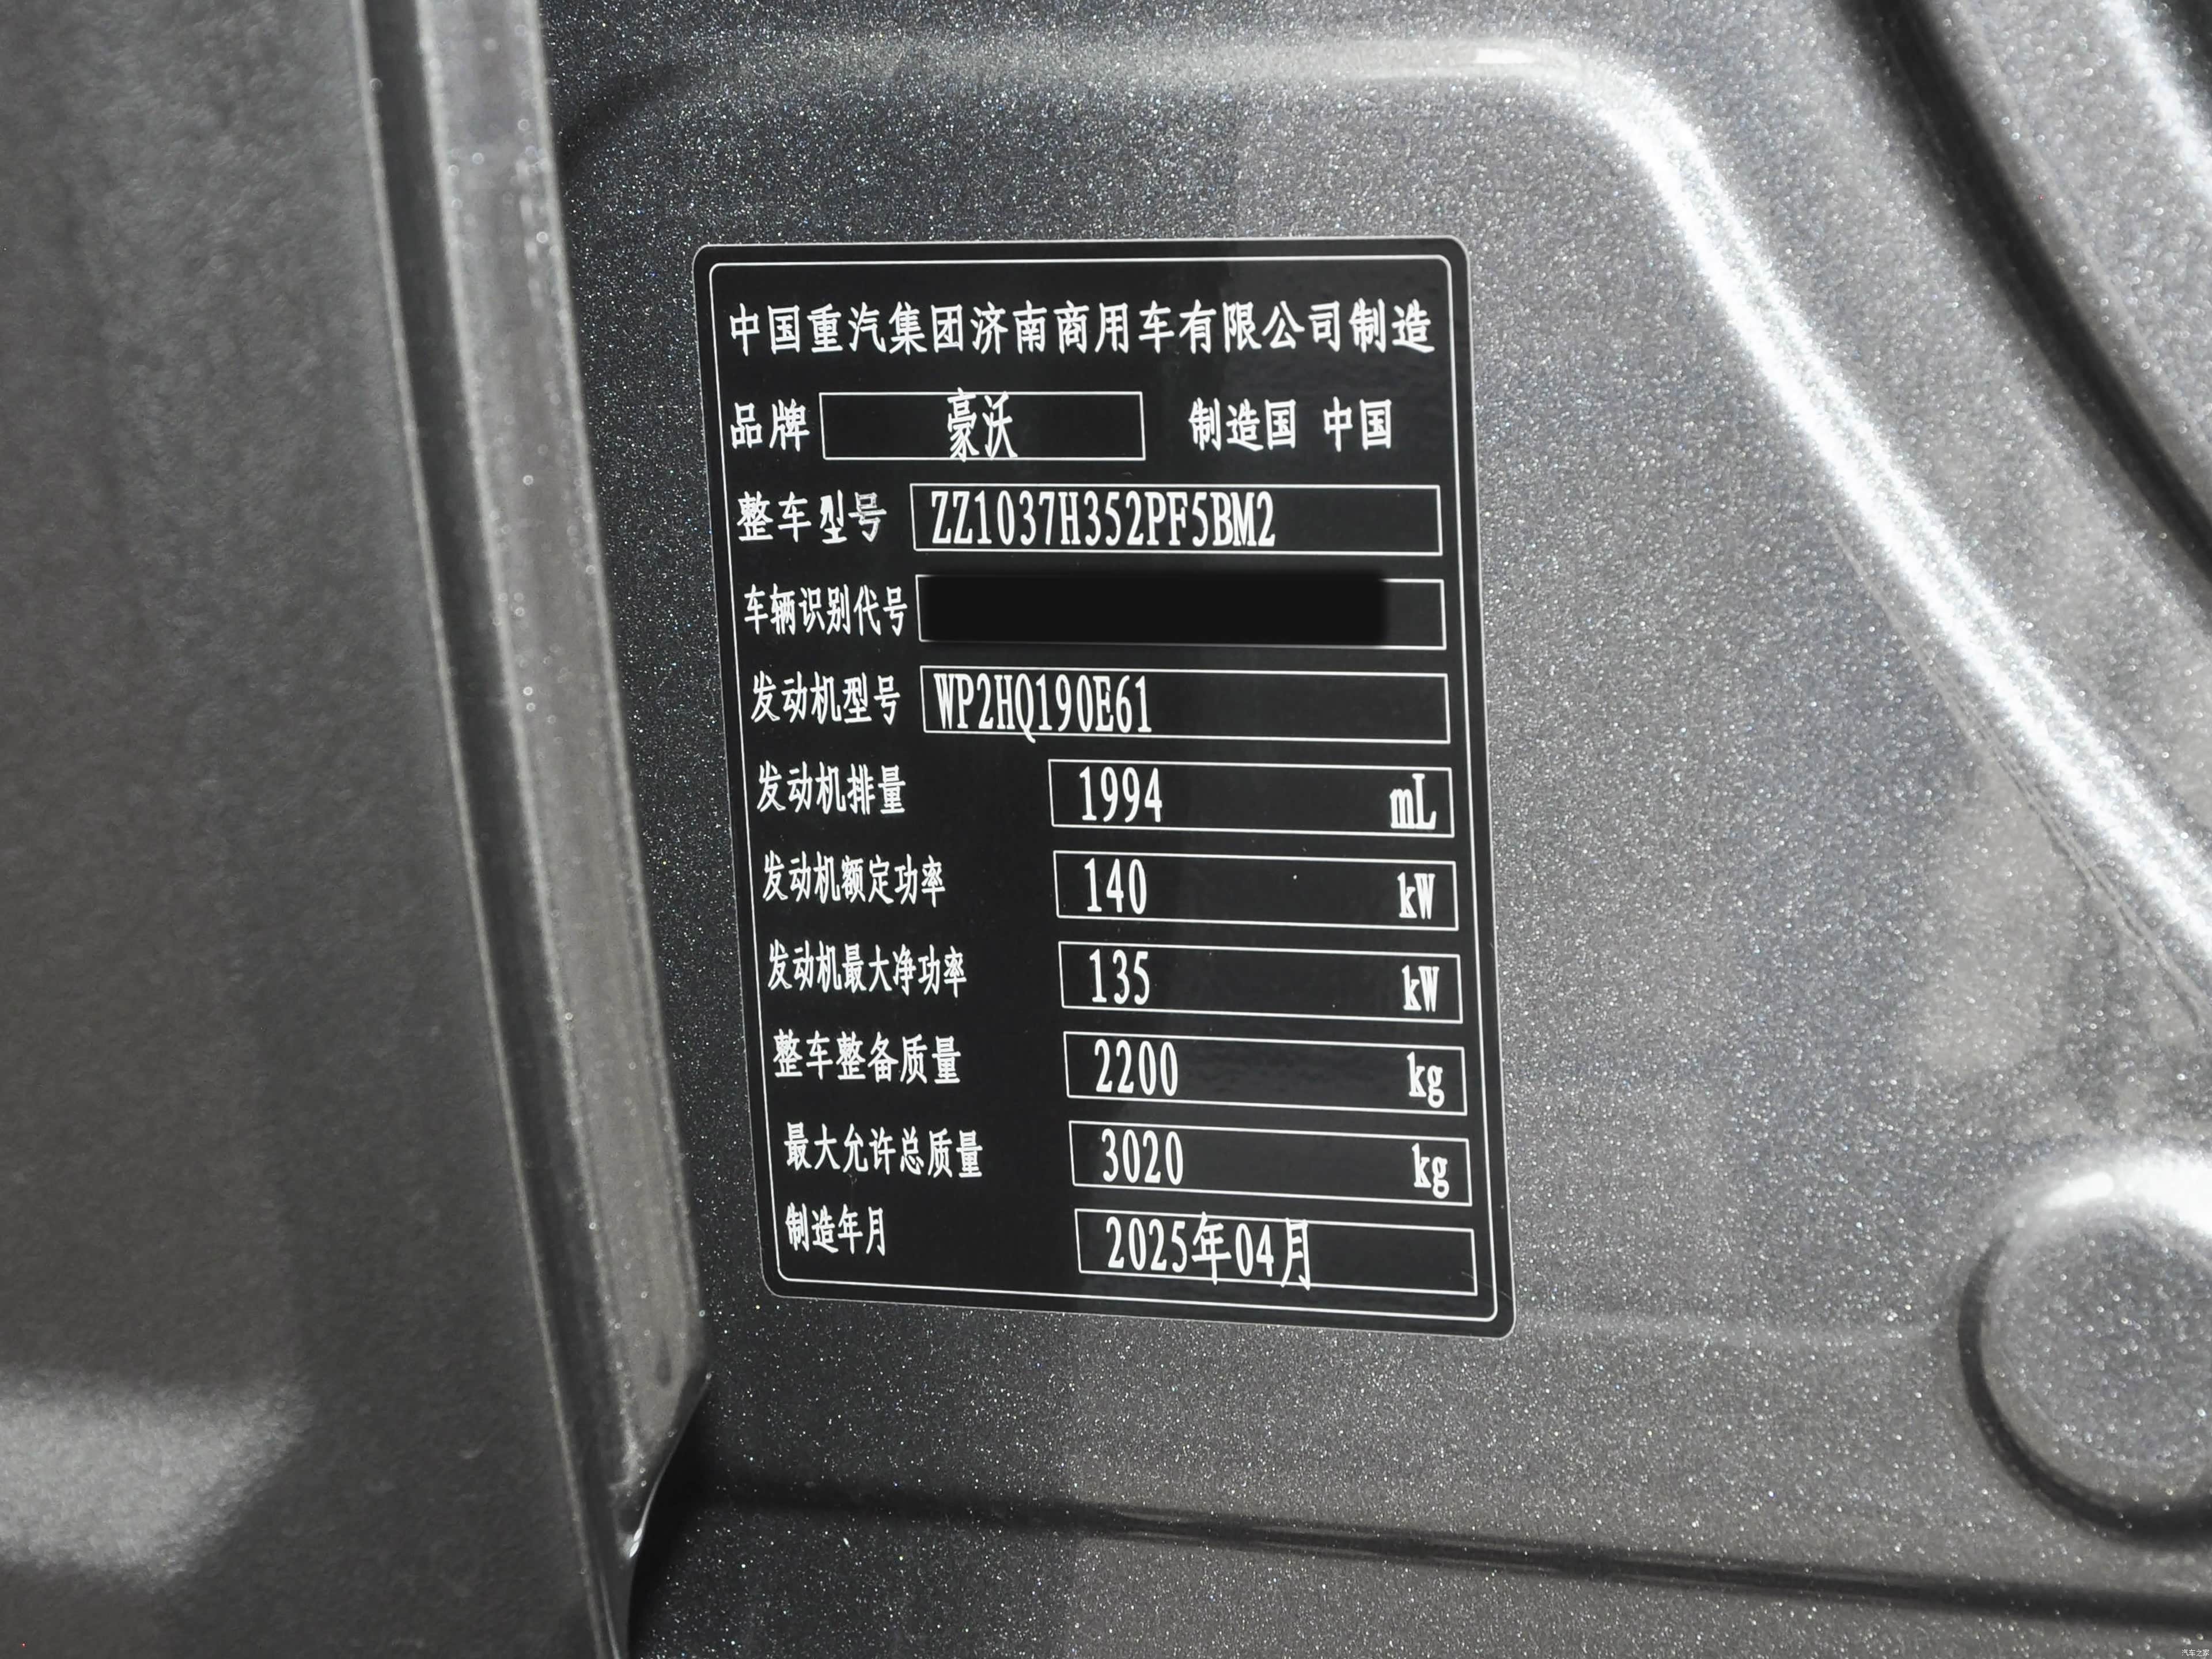 中国重汽集团济南商用车有限公司制造
品牌 豪沃 制造国 中国
整车型号 ZZ1037H352PF5BM2
车辆识别代号
发动机型号 WP2HQ190E61
发动机排量 1994 mL
发动机额定功率 140 kW
发动机最大净功率 135 kW
整车整备质量 2200 kg
最大允许总质量 3020 kg
制造年月 2025年04月
汽车之家